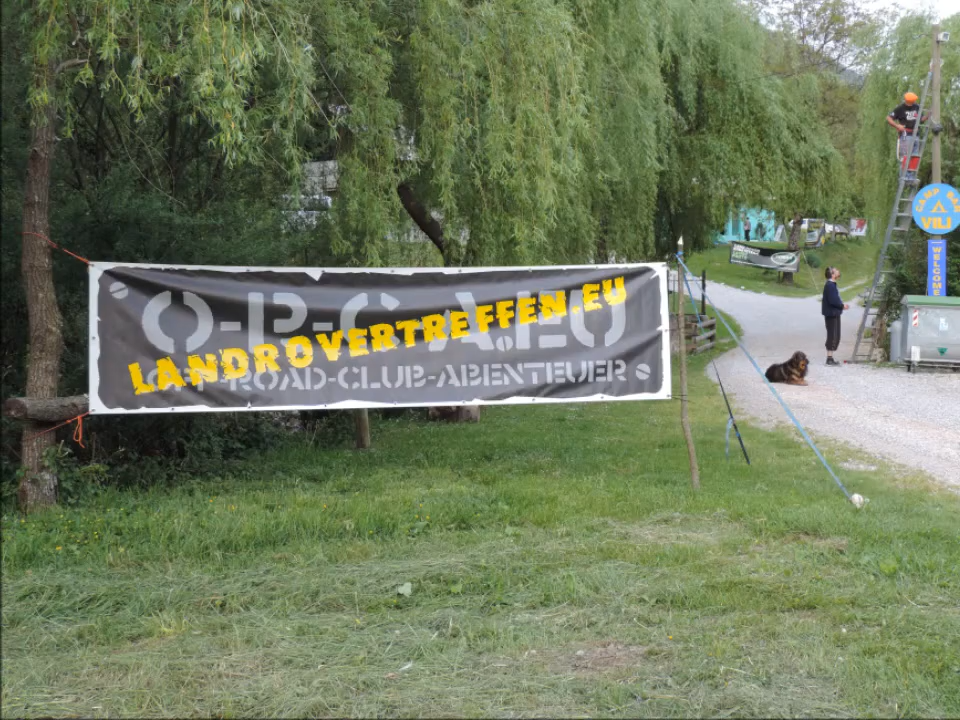 O-P-C-A.EU
LANDROVERTREFFEN.EU
OFF-ROAD-CLUB-ABENTEUER
CAMP
VILI
WELCOME